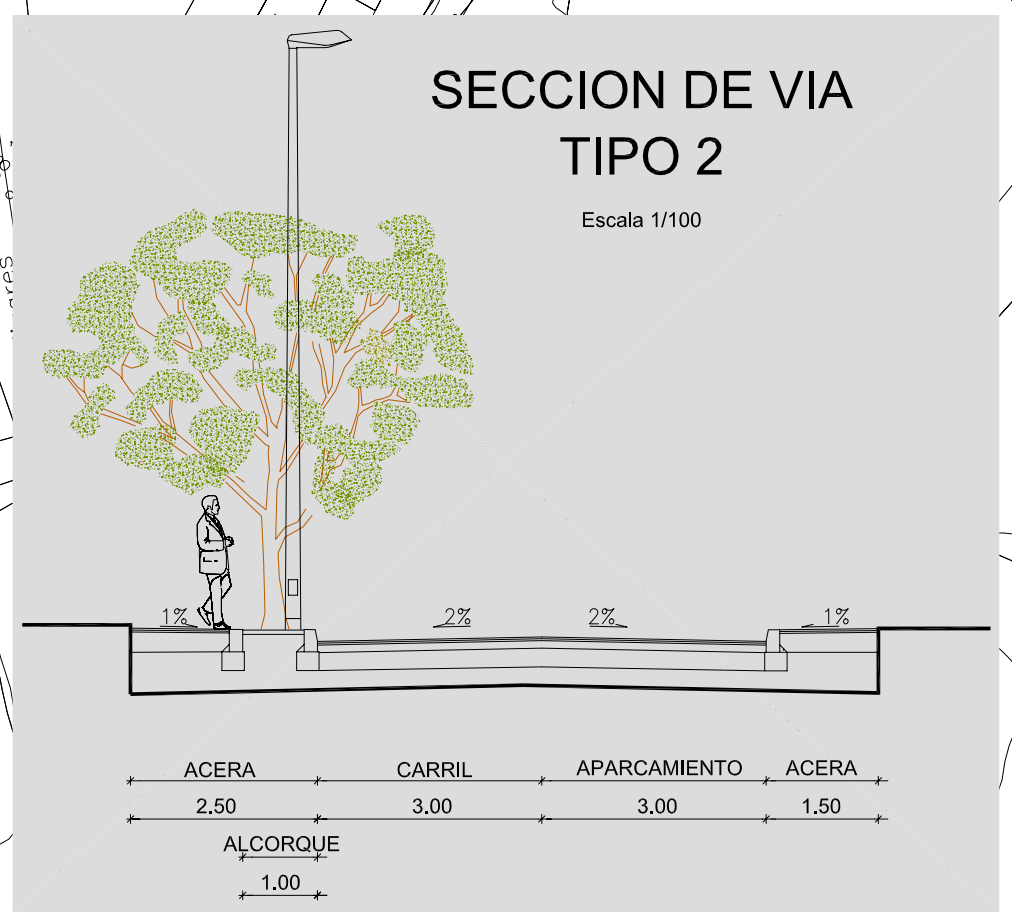 SECCION DE VIA
TIPO 2
Escala 1/100
1% 2% 2% 1%
ACERA CARRIL APARCAMIENTO ACERA
2.50 3.00 3.00 1.50
ALCORQUE
1.00